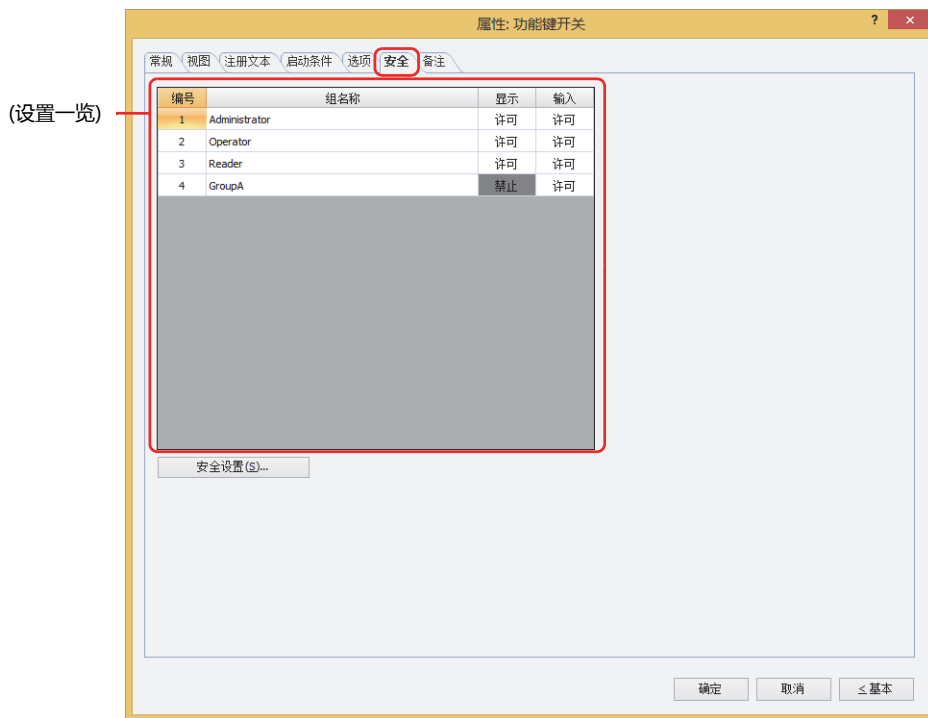 属性: 功能键开关
? ×
常规 视图 注册文本 启动条件 选项 安全 备注
(设置一览)
编号 组名称 显示 输入
1 Administrator 许可 许可
2 Operator 许可 许可
3 Reader 许可 许可
4 GroupA 禁止 许可
安全设置(S)...
确定 取消 ≤基本